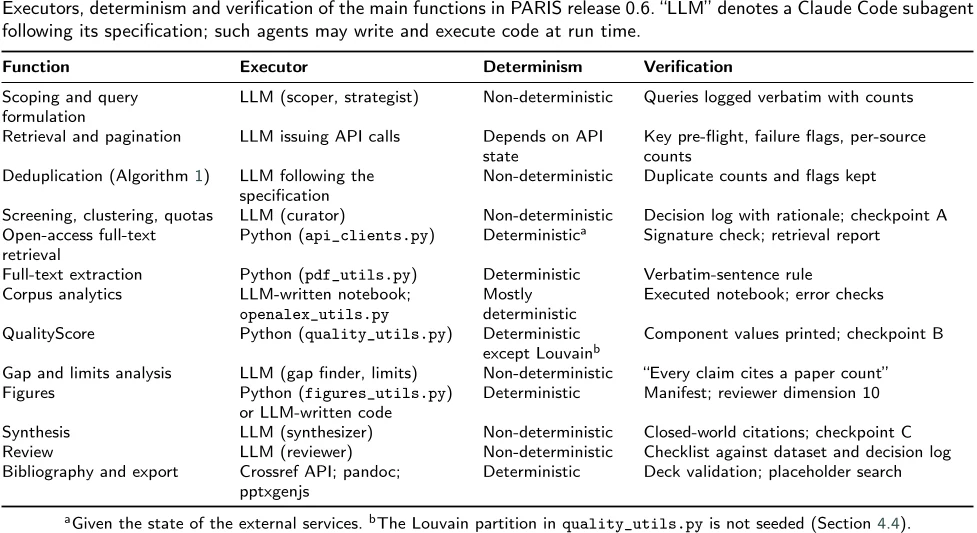 Executors, determinism and verification of the main functions in PARIS release 0.6. “LLM” denotes a Claude Code subagent
following its specification; such agents may write and execute code at run time.
Function Executor Determinism Verification
Scoping and query formulation LLM (scoper, strategist) Non-deterministic Queries logged verbatim with counts
Retrieval and pagination LLM issuing API calls Depends on API state Key pre-flight, failure flags, per-source counts
Deduplication (Algorithm 1) LLM following the specification Non-deterministic Duplicate counts and flags kept
Screening, clustering, quotas LLM (curator) Non-deterministic Decision log with rationale; checkpoint A
Open-access full-text retrieval Python (api_clients.py) Deterministicᵃ Signature check; retrieval report
Full-text extraction Python (pdf_utils.py) Deterministic Verbatim-sentence rule
Corpus analytics LLM-written notebook; openalex_utils.py Mostly deterministic Executed notebook; error checks
QualityScore Python (quality_utils.py) Deterministic except Louvainᵇ Component values printed; checkpoint B
Gap and limits analysis LLM (gap finder, limits) Non-deterministic “Every claim cites a paper count”
Figures Python (figures_utils.py) or LLM-written code Deterministic Manifest; reviewer dimension 10
Synthesis LLM (synthesizer) Non-deterministic Closed-world citations; checkpoint C
Review LLM (reviewer) Non-deterministic Checklist against dataset and decision log
Bibliography and export Crossref API; pandoc; pptxgenjs Deterministic Deck validation; placeholder search
ᵃGiven the state of the external services. ᵇThe Louvain partition in quality_utils.py is not seeded (Section 4.4).